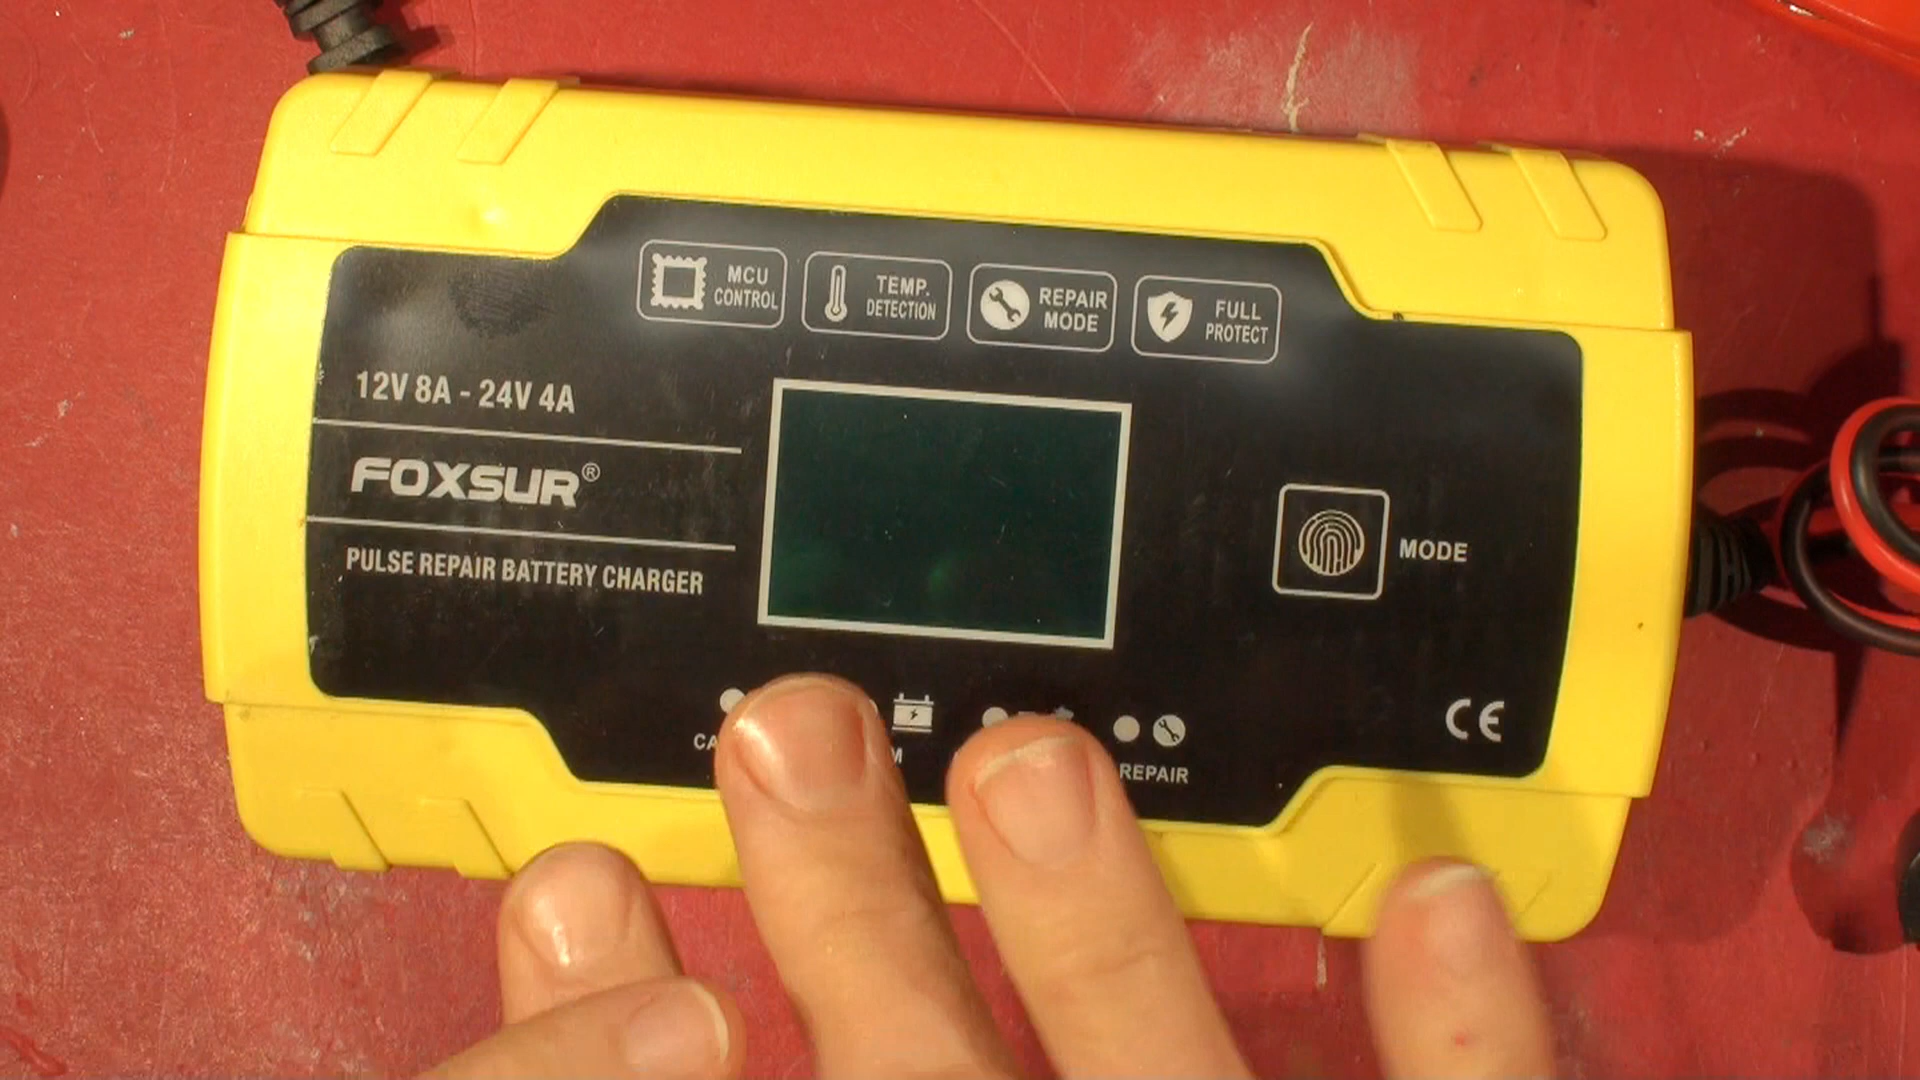 MCU
CONTROL
TEMP.
DETECTION
REPAIR
MODE
FULL
PROTECT
12V 8A - 24V 4A
FOXSUR®
PULSE REPAIR BATTERY CHARGER
MODE
CE
REPAIR